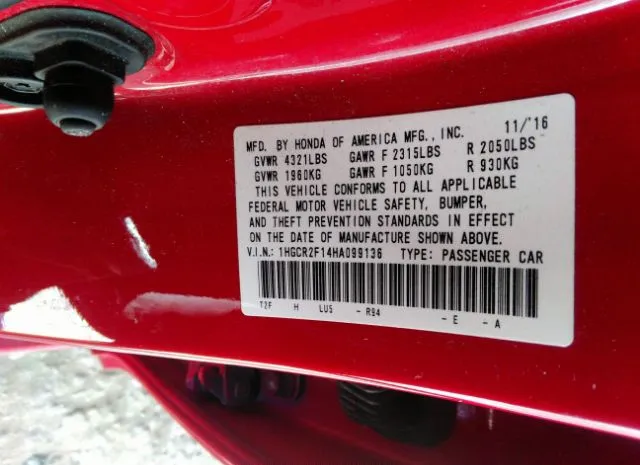 MFD. BY HONDA OF AMERICA MFG., INC. 11/'16
GVWR 4321LBS GAWR F 2315LBS R 2050LBS
GVWR 1960KG GAWR F 1050KG R 930KG
THIS VEHICLE CONFORMS TO ALL APPLICABLE
FEDERAL MOTOR VEHICLE SAFETY, BUMPER,
AND THEFT PREVENTION STANDARDS IN EFFECT
ON THE DATE OF MANUFACTURE SHOWN ABOVE.
V.I.N.: 1HGCR2F14HA099136 TYPE: PASSENGER CAR
T2F H LU5 - R94 - E - A